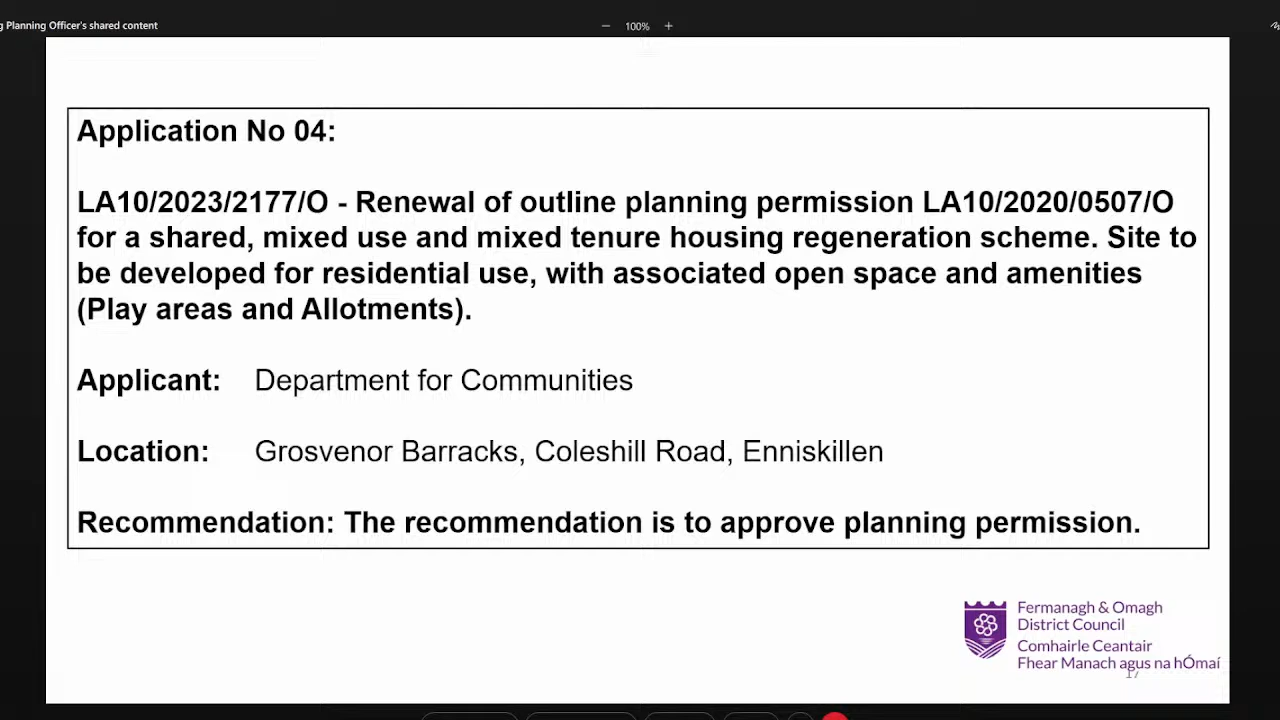 g Planning Officer's shared content
− 100% +
Application No 04:
LA10/2023/2177/O - Renewal of outline planning permission LA10/2020/0507/O
for a shared, mixed use and mixed tenure housing regeneration scheme. Site to
be developed for residential use, with associated open space and amenities
(Play areas and Allotments).
Applicant: Department for Communities
Location: Grosvenor Barracks, Coleshill Road, Enniskillen
Recommendation: The recommendation is to approve planning permission.
Fermanagh & Omagh
District Council
Comhairle Ceantair
Fhear Manach agus na hÓmaí
17